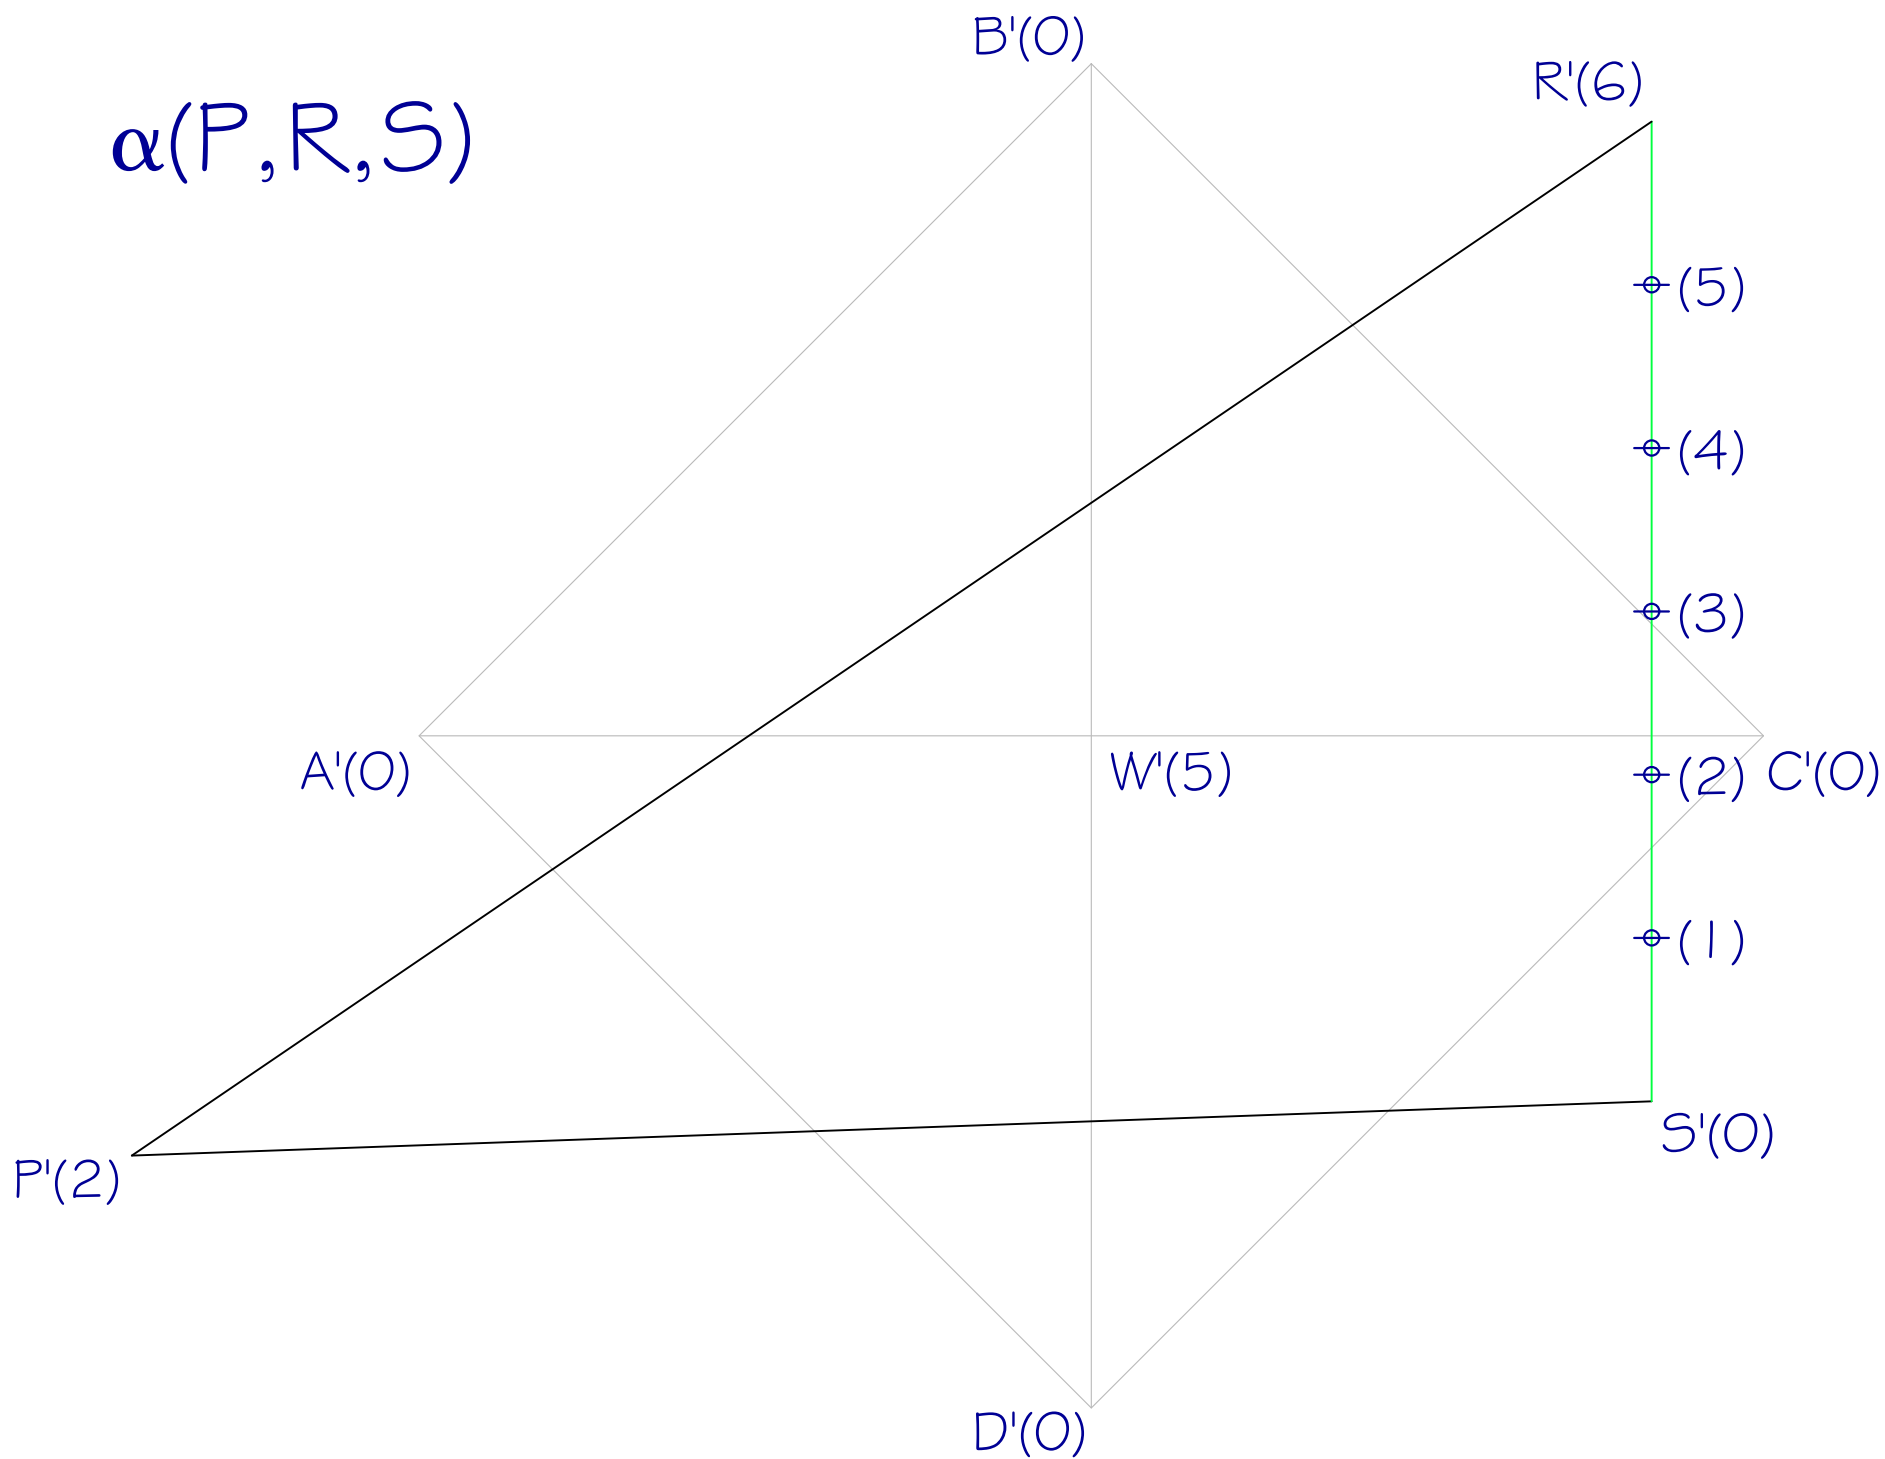 B'(0)
R'(6)
α(P,R,S)
(5)
(4)
(3)
A'(0)
W'(5)
(2)
C'(0)
(1)
S'(0)
P'(2)
D'(0)